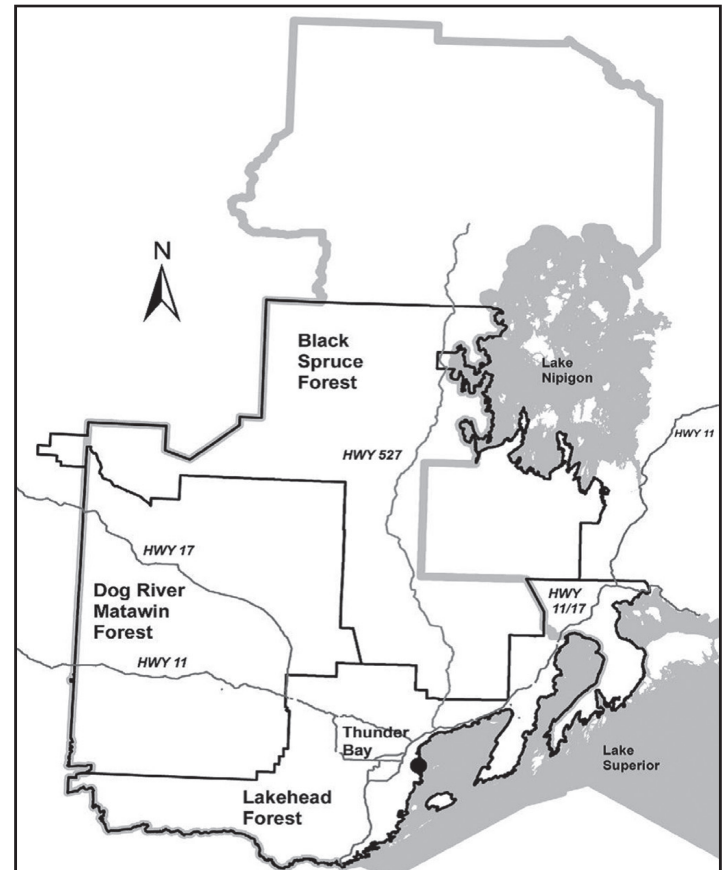 N
Black
Spruce
Forest
Lake
Nipigon
HWY 527
HWY 11
HWY 17
HWY
11/17
Dog River
Matawin
Forest
HWY 11
Thunder
Bay
Lake
Superior
Lakehead
Forest